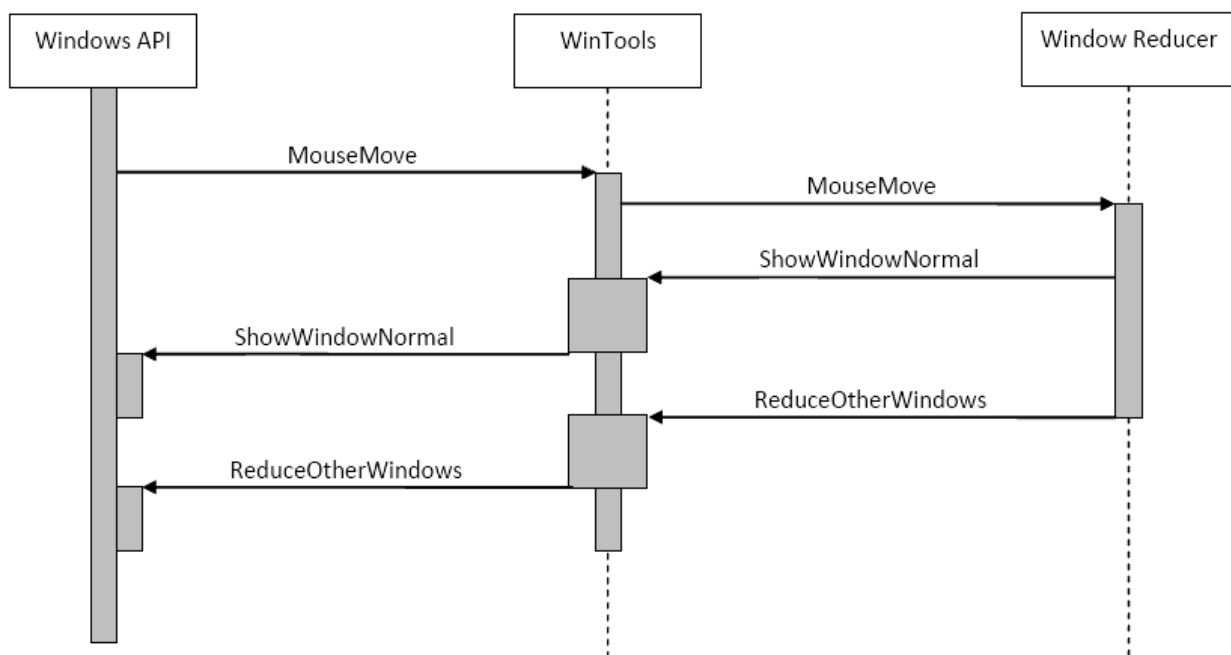 Windows API
WinTools
Window Reducer
MouseMove
MouseMove
ShowWindowNormal
ShowWindowNormal
ReduceOtherWindows
ReduceOtherWindows